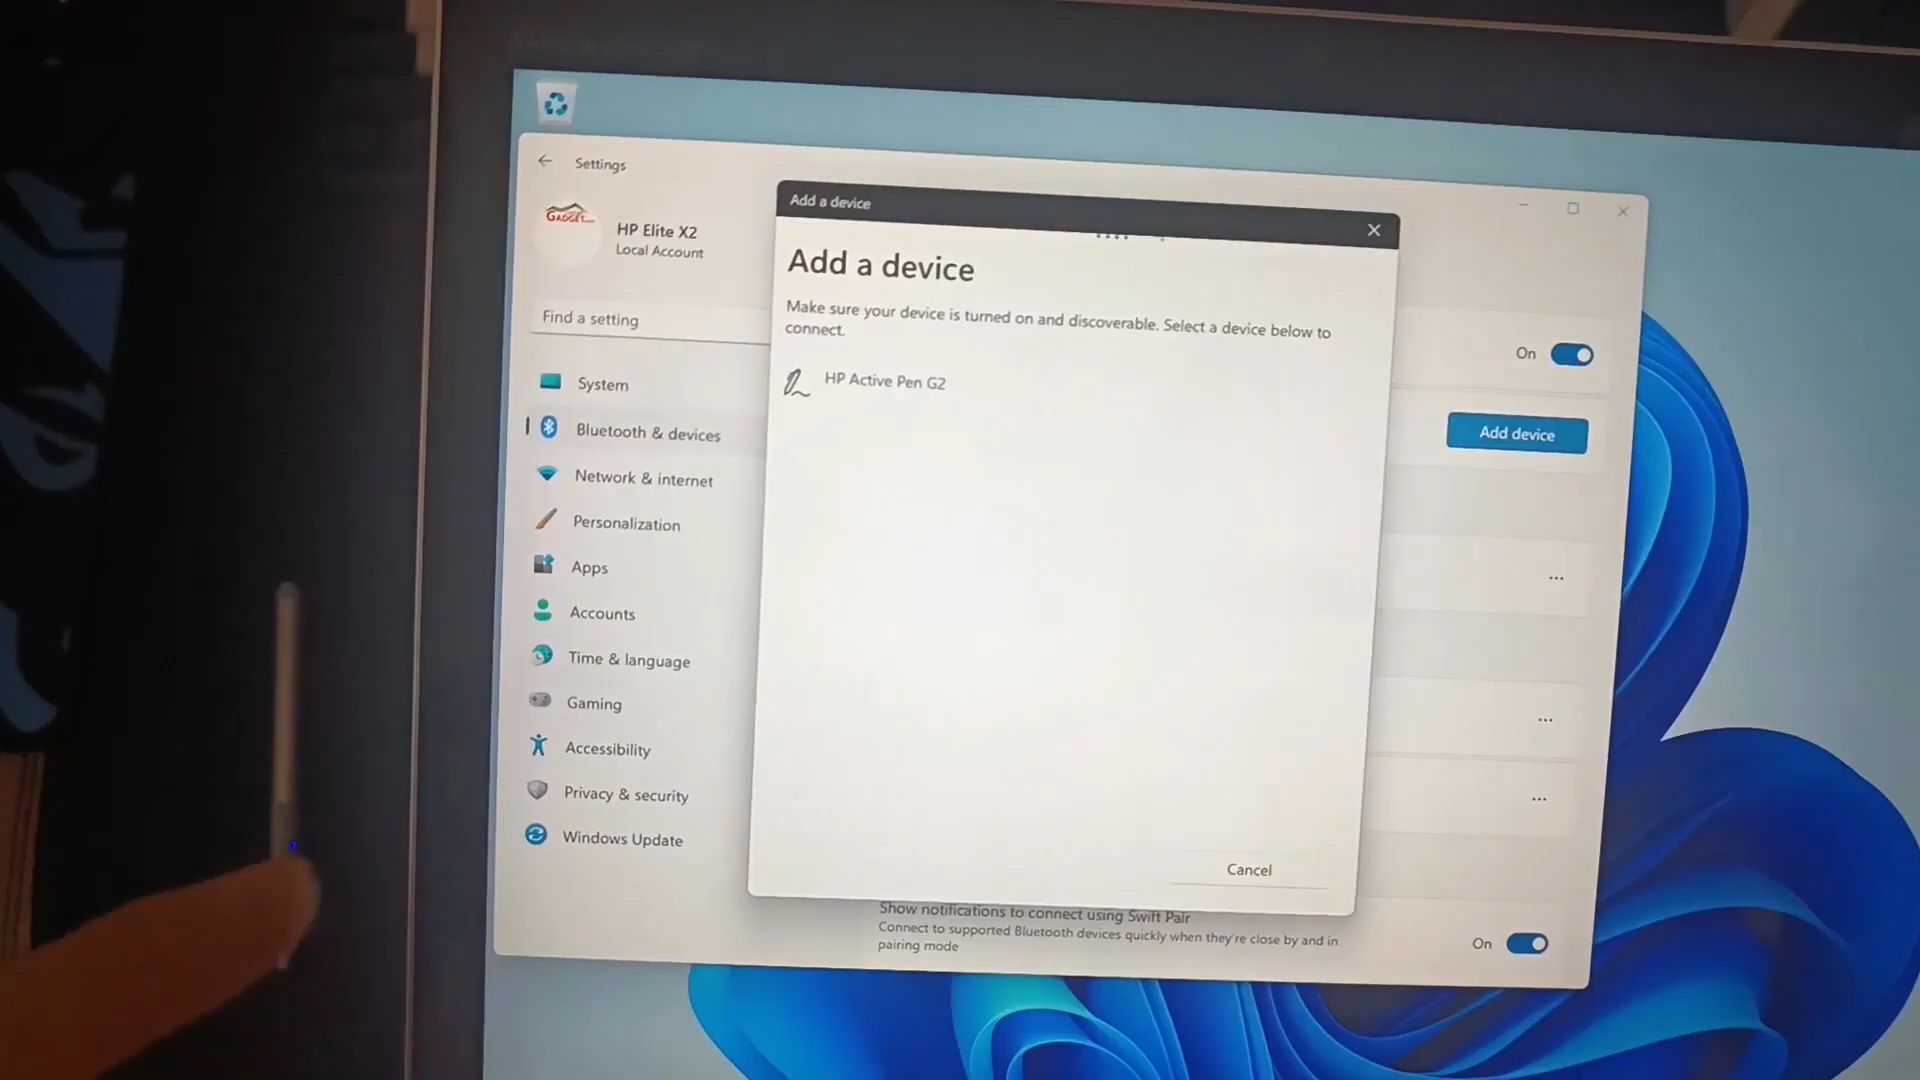 Settings
GADGET
HP Elite X2
Local Account
Find a setting
System
Bluetooth & devices
Network & internet
Personalization
Apps
Accounts
Time & language
Gaming
Accessibility
Privacy & security
Windows Update
Add a device
Add a device
Make sure your device is turned on and discoverable. Select a device below to
connect.
HP Active Pen G2
Cancel
On
Add device
Show notifications to connect using Swift Pair
Connect to supported Bluetooth devices quickly when they're close by and in
pairing mode
On